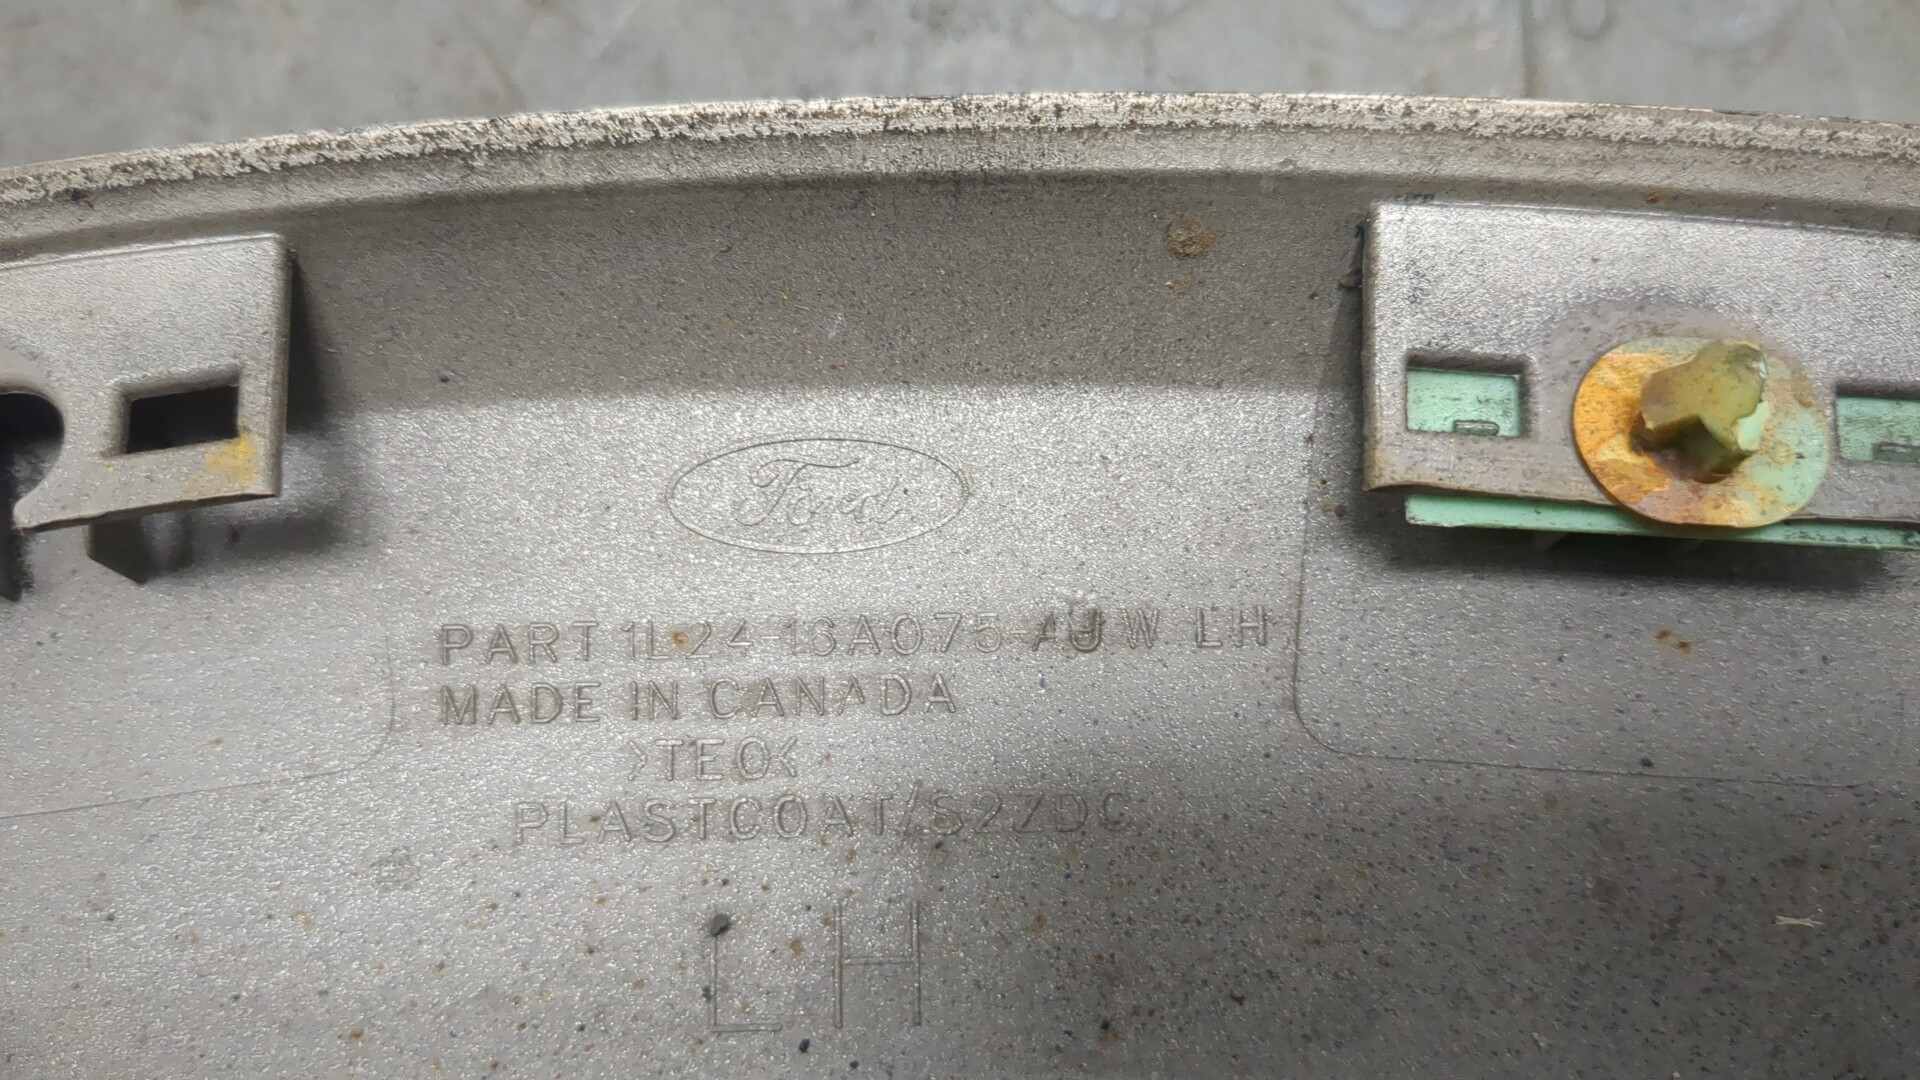 Ford
PART 1L24-16A075-AJW LH
MADE IN CANADA
>TEO<
PLASTCOAT/S2ZDC
LH